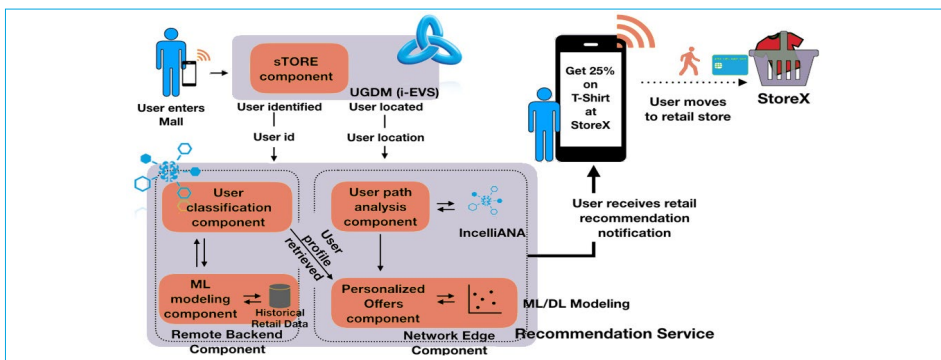 User enters
Mall
sTORE
component
UGDM (i-EVS)
User identified
User located
User id
User location
User
classification
component
User path
analysis
component
IncelliANA
User
profile
retrieved
ML
modeling
component
Historical
Retail Data
Personalized
Offers
component
ML/DL Modeling
Remote Backend
Component
Network Edge
Component
Recommendation Service
Get 25%
on
T-Shirt
at
StoreX
User receives retail
recommendation
notification
User moves
to retail store
StoreX